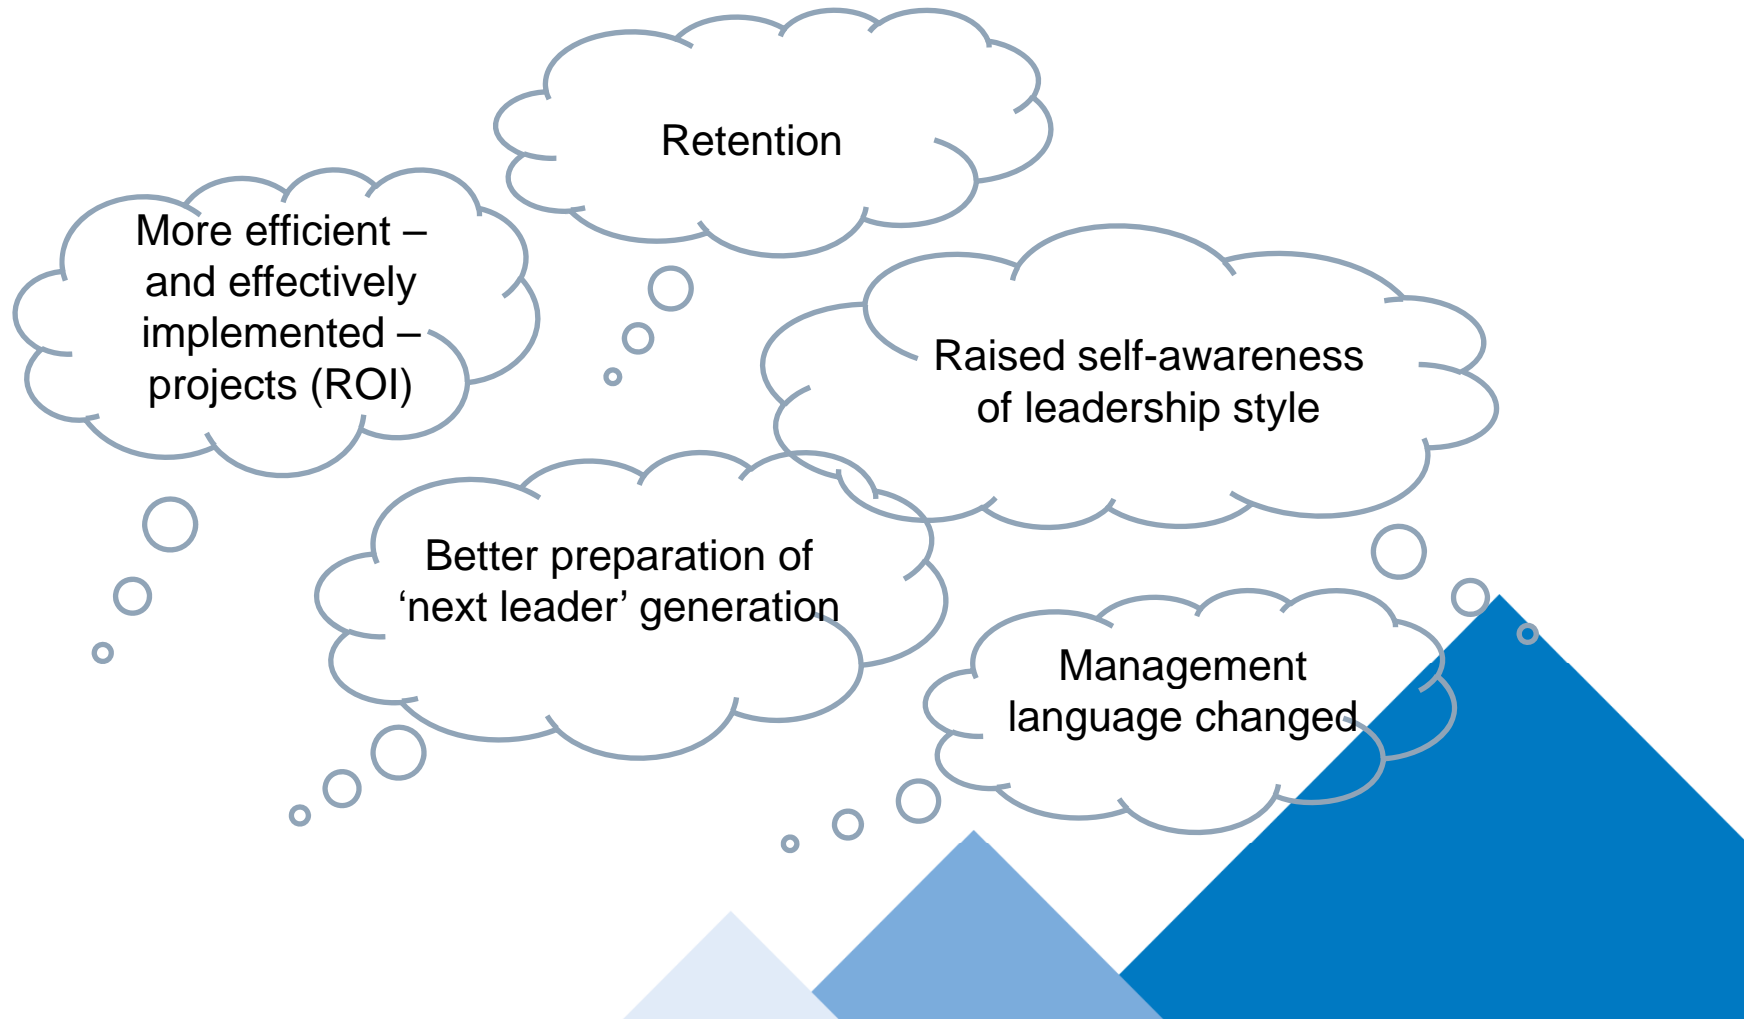 Retention
More efficient –
and effectively
implemented –
projects (ROI)
Raised self-awareness
of leadership style
Better preparation of
‘next leader’ generation
Management
language changed